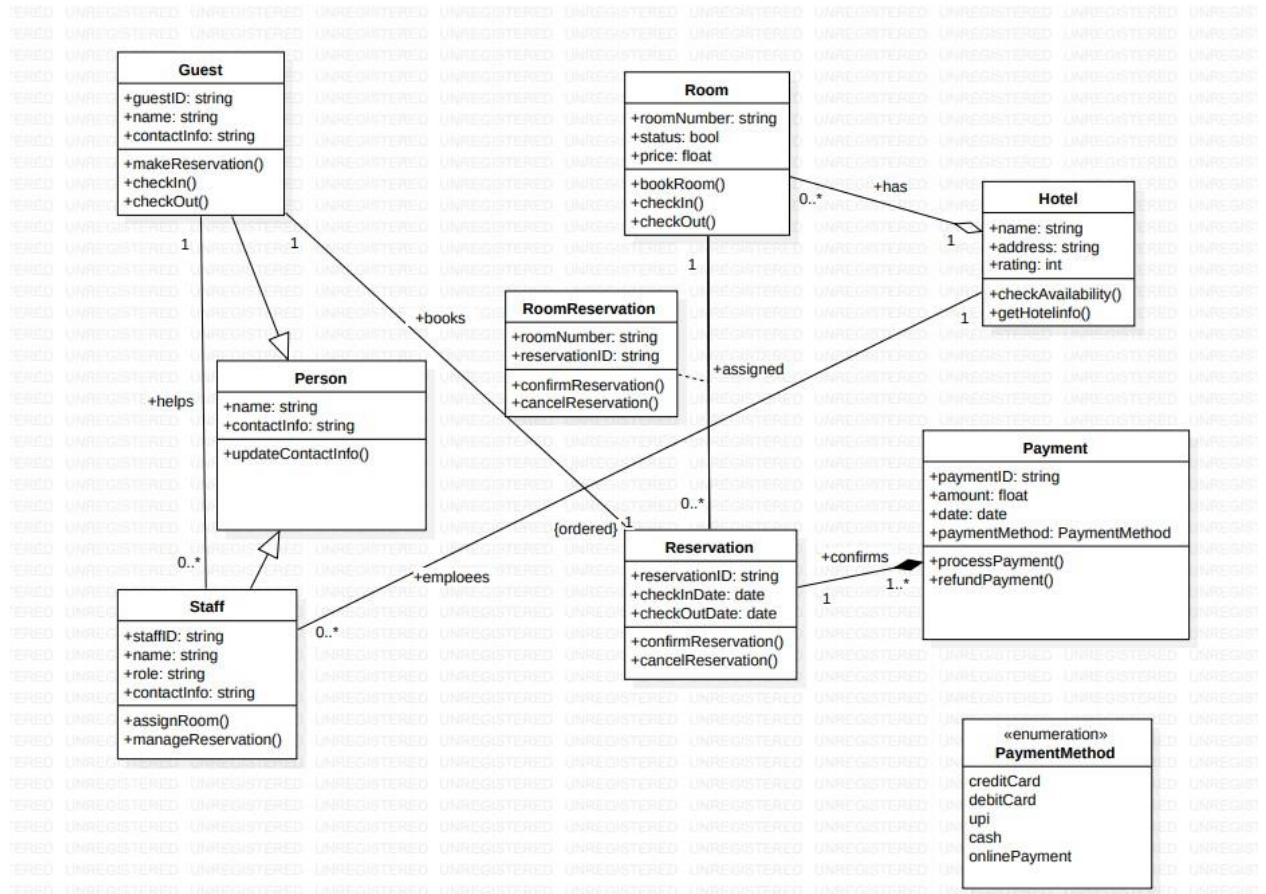 Guest
+guestID: string
+name: string
+contactInfo: string
+makeReservation()
+checkIn()
+checkOut()
1
1
+books
+helps
0..*
Person
+name: string
+contactInfo: string
+updateContactInfo()
Staff
+staffID: string
+name: string
+role: string
+contactInfo: string
+assignRoom()
+manageReservation()
0..*
+emploees
Room
+roomNumber: string
+status: bool
+price: float
+bookRoom()
+checkIn()
+checkOut()
0..*
+has
1
1
RoomReservation
+roomNumber: string
+reservationID: string
+confirmReservation()
+cancelReservation()
+assigned
0..*
{ordered}
1
Hotel
+name: string
+address: string
+rating: int
+checkAvailability()
+getHotelinfo()
1
Reservation
+reservationID: string
+checkInDate: date
+checkOutDate: date
+confirmReservation()
+cancelReservation()
+confirms
1
1..*
Payment
+paymentID: string
+amount: float
+date: date
+paymentMethod: PaymentMethod
+processPayment()
+refundPayment()
«enumeration»
PaymentMethod
creditCard
debitCard
upi
cash
onlinePayment
UNREGISTERED